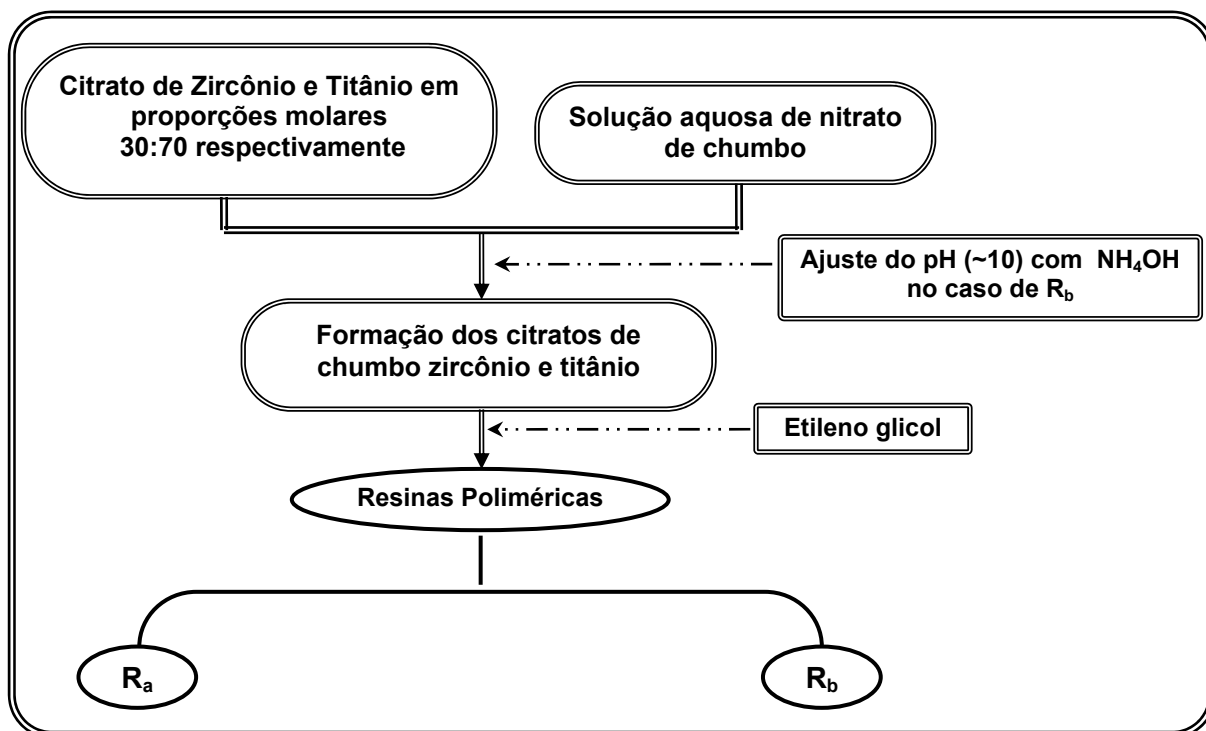 Citrato de Zircônio e Titânio em
proporções molares
30:70 respectivamente
Solução aquosa de nitrato
de chumbo
Ajuste do pH (~10) com NH₄OH
no caso de R_b
Formação dos citratos de
chumbo zircônio e titânio
Etileno glicol
Resinas Poliméricas
Rₐ
R_b